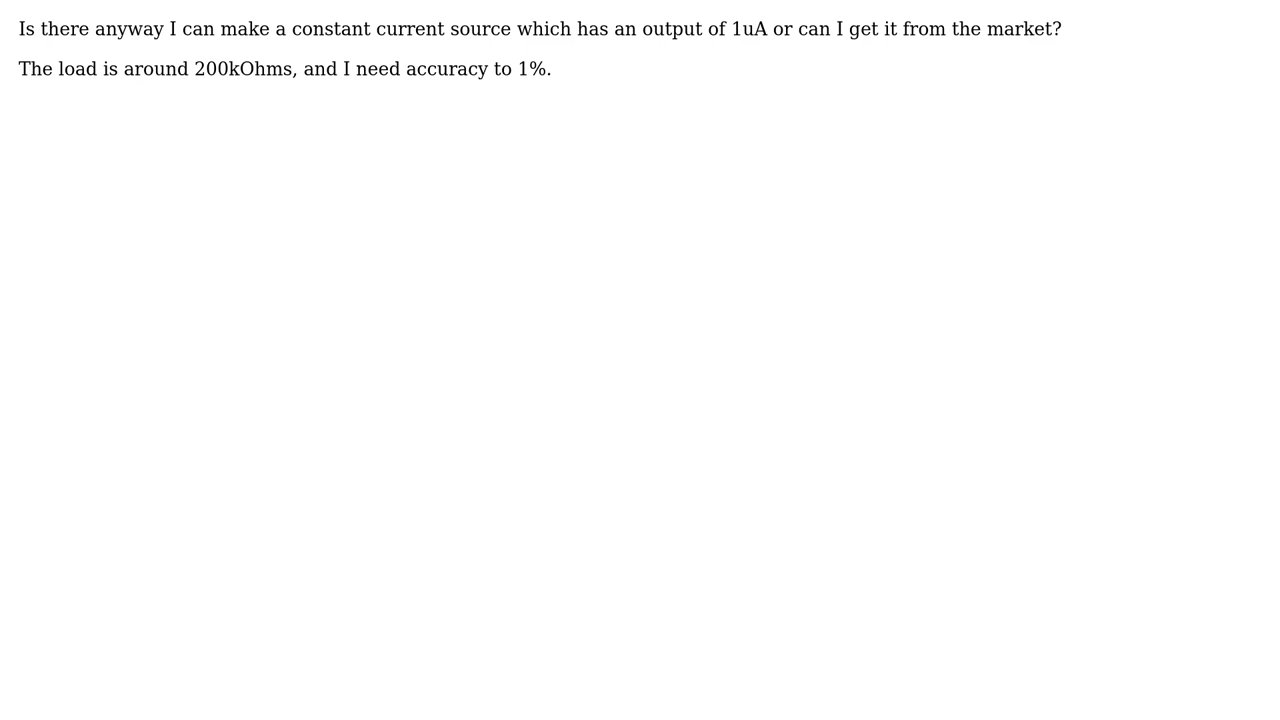 Is there anyway I can make a constant current source which has an output of 1uA or can I get it from the market?
The load is around 200kOhms, and I need accuracy to 1%.